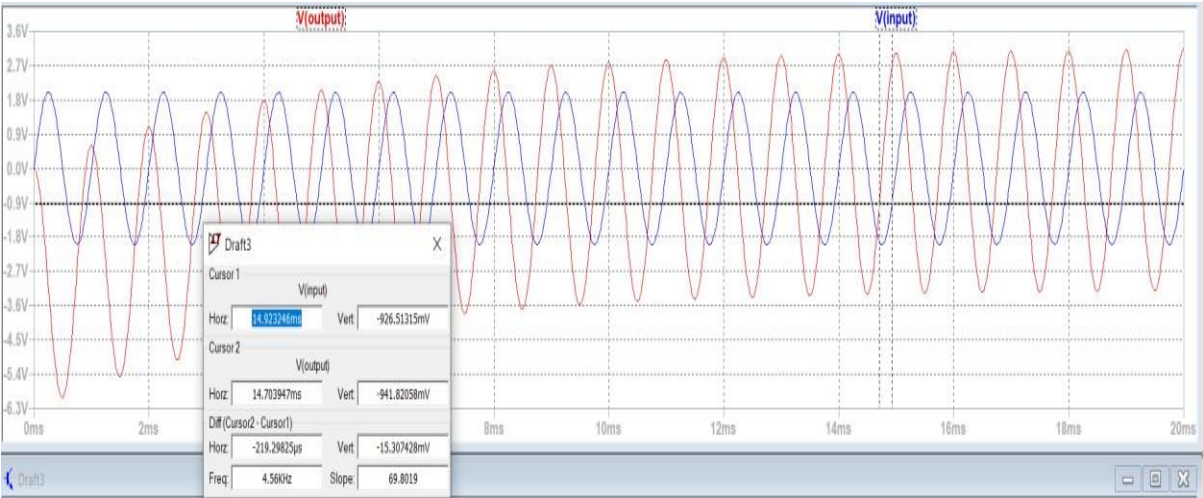 V(output)
V(input)
3.6V
2.7V
1.8V
0.9V
0.0V
-0.9V
-1.8V
-2.7V
-3.6V
-4.5V
-5.4V
-6.3V
Draft3
X
Cursor 1
V(input)
Horz: 14.923246ms Vert: -926.51315mV
Cursor 2
V(output)
Horz: 14.703947ms Vert: -941.82058mV
Diff (Cursor2 - Cursor1)
Horz: -219.29825µs Vert: -15.307428mV
Freq: 4.56KHz Slope: 69.8019
0ms 2ms 8ms 10ms 12ms 14ms 16ms 18ms 20ms
Draft3